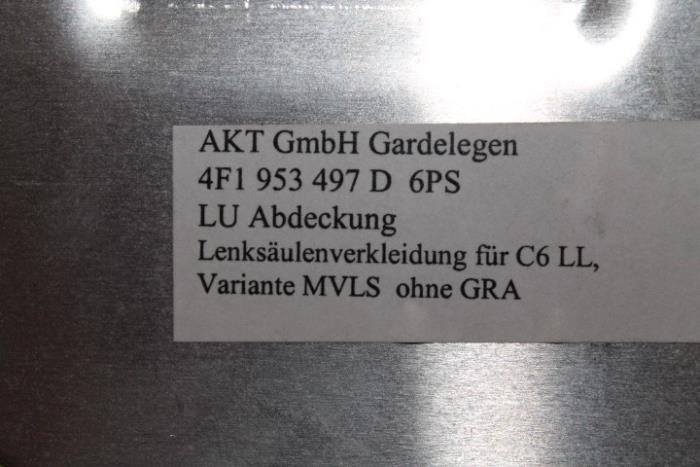 AKT GmbH Gardelegen
4F1 953 497 D 6PS
LU Abdeckung
Lenksäulenverkleidung für C6 LL,
Variante MVLS ohne GRA